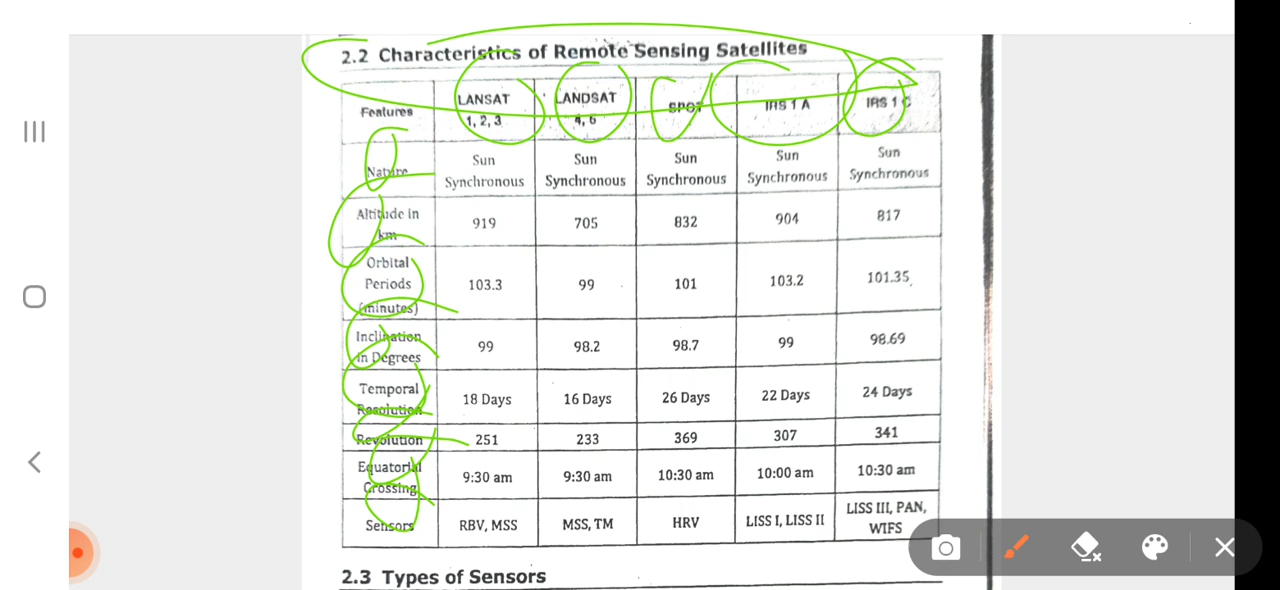 2.2 Characteristics of Remote Sensing Satellites
Features LANSAT 1, 2, 3 LANDSAT 4, 6 SPOT IRS 1 A IRS 1 C
Nature Sun Synchronous Sun Synchronous Sun Synchronous Sun Synchronous Sun Synchronous
Altitude in km 919 705 832 904 817
Orbital Periods (minutes) 103.3 99 101 103.2 101.35
Inclination in Degrees 99 98.2 98.7 99 98.69
Temporal Resolution 18 Days 16 Days 26 Days 22 Days 24 Days
Revolution 251 233 369 307 341
Equatorial Crossing 9:30 am 9:30 am 10:30 am 10:00 am 10:30 am
Sensors RBV, MSS MSS, TM HRV LISS I, LISS II LISS III, PAN, WIFS
2.3 Types of Sensors